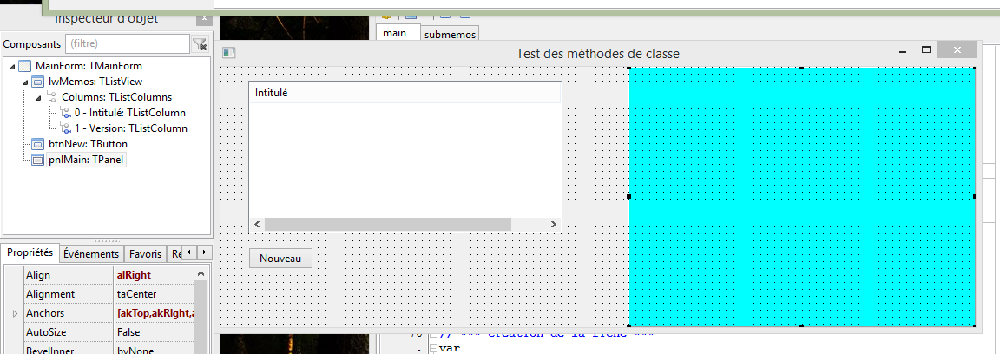 Inspecteur d'objet
Composants (filtre)
MainForm: TMainForm
lwMemos: TListView
Columns: TListColumns
0 - Intitulé: TListColumn
1 - Version: TListColumn
btnNew: TButton
pnlMain: TPanel
Propriétés Événements Favoris Re
Align alRight
Alignment taCenter
Anchors [akTop,akRight,a
AutoSize False
BevelInner bvNone
main submemos
Test des méthodes de classe
Intitulé
Nouveau
// *** création de la fiche ***
var